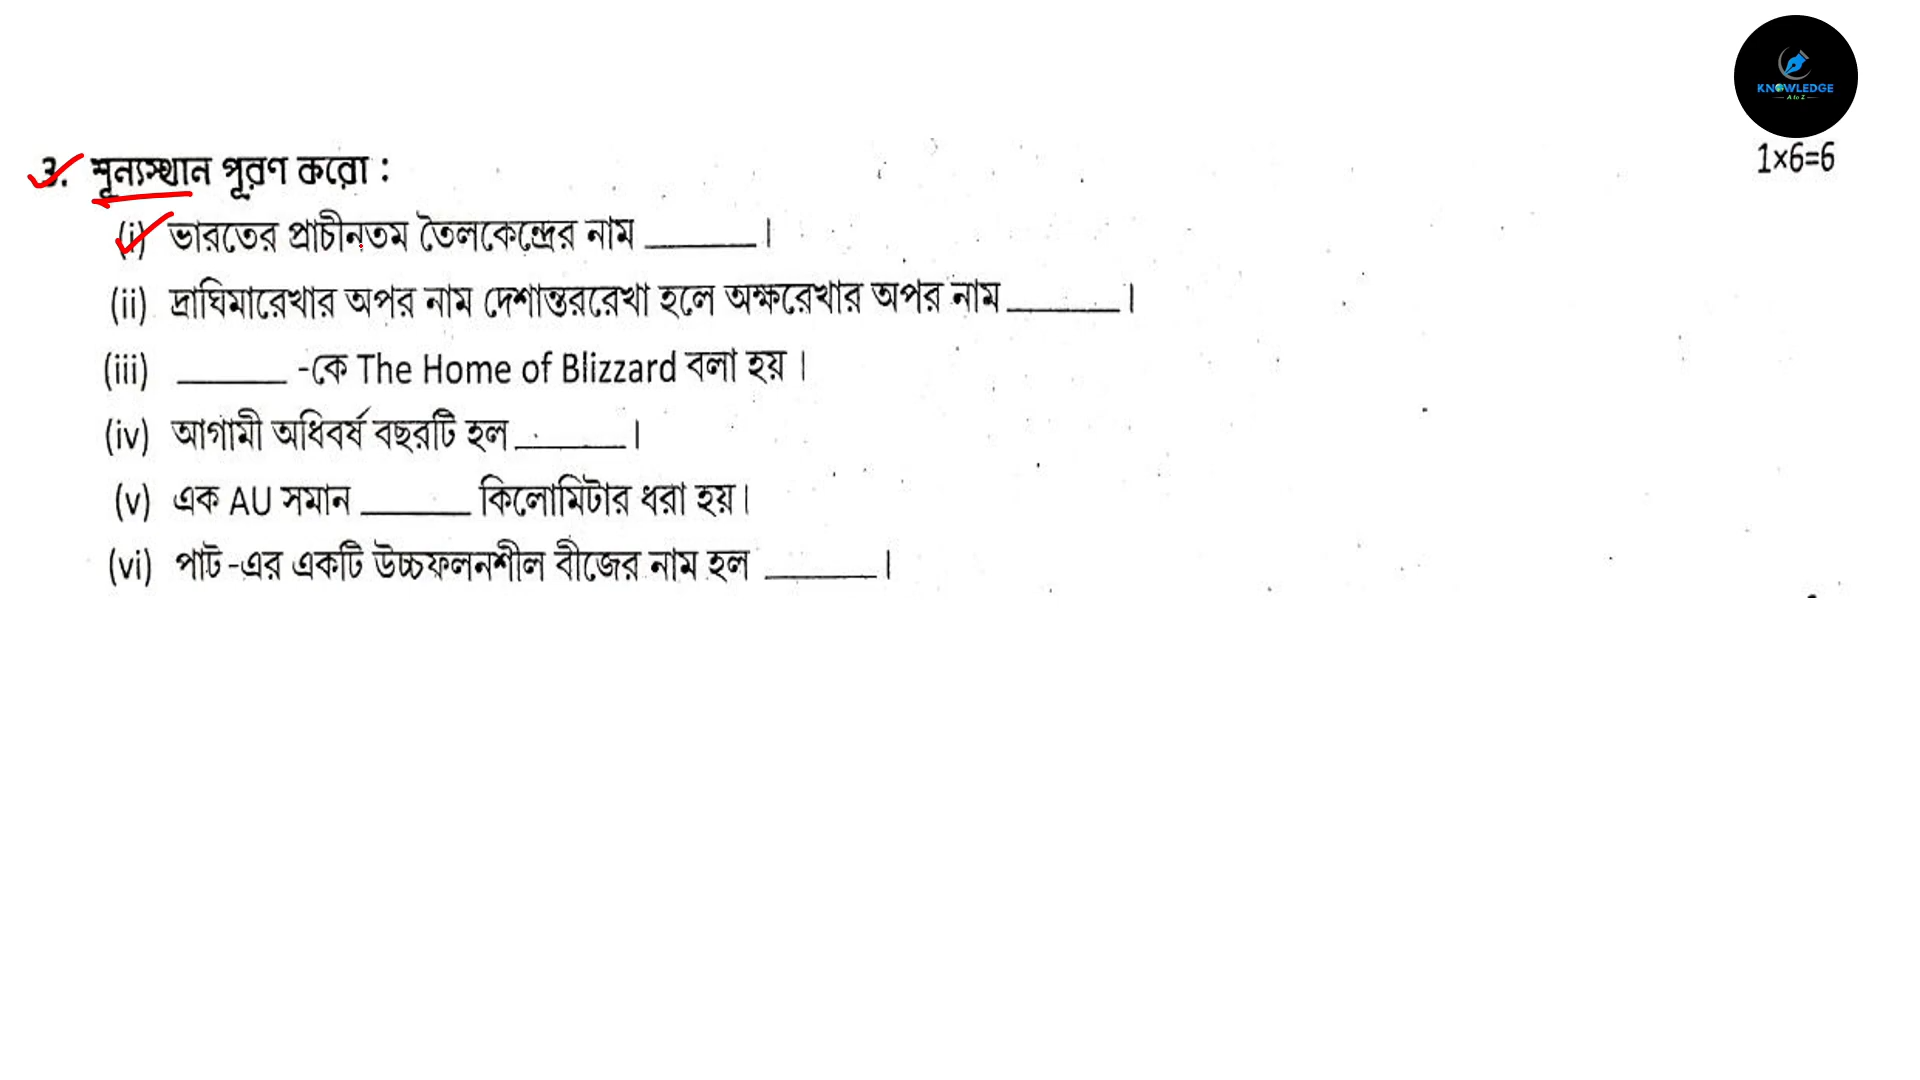 KNOWLEDGE
A to Z
3. শূন্যস্থান পূরণ করো : 1×6=6
(i) ভারতের প্রাচীনতম তৈলকেন্দ্রের নাম ______।
(ii) দ্রাঘিমারেখার অপর নাম দেশান্তররেখা হলে অক্ষরেখার অপর নাম ______।
(iii) ______ -কে The Home of Blizzard বলা হয়।
(iv) আগামী অধিবর্ষ বছরটি হল ______।
(v) এক AU সমান ______ কিলোমিটার ধরা হয়।
(vi) পাট -এর একটি উচ্চফলনশীল বীজের নাম হল ______।